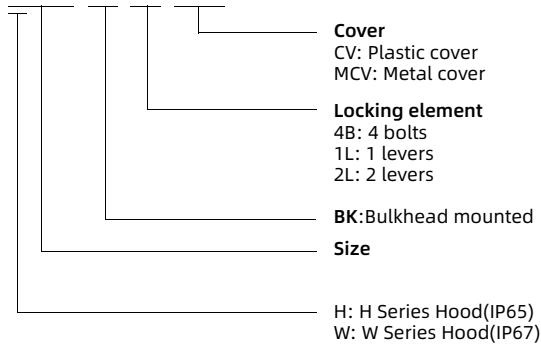 Cover
CV: Plastic cover
MCV: Metal cover
Locking element
4B: 4 bolts
1L: 1 levers
2L: 2 levers
BK:Bulkhead mounted
Size
H: H Series Hood(IP65)
W: W Series Hood(IP67)